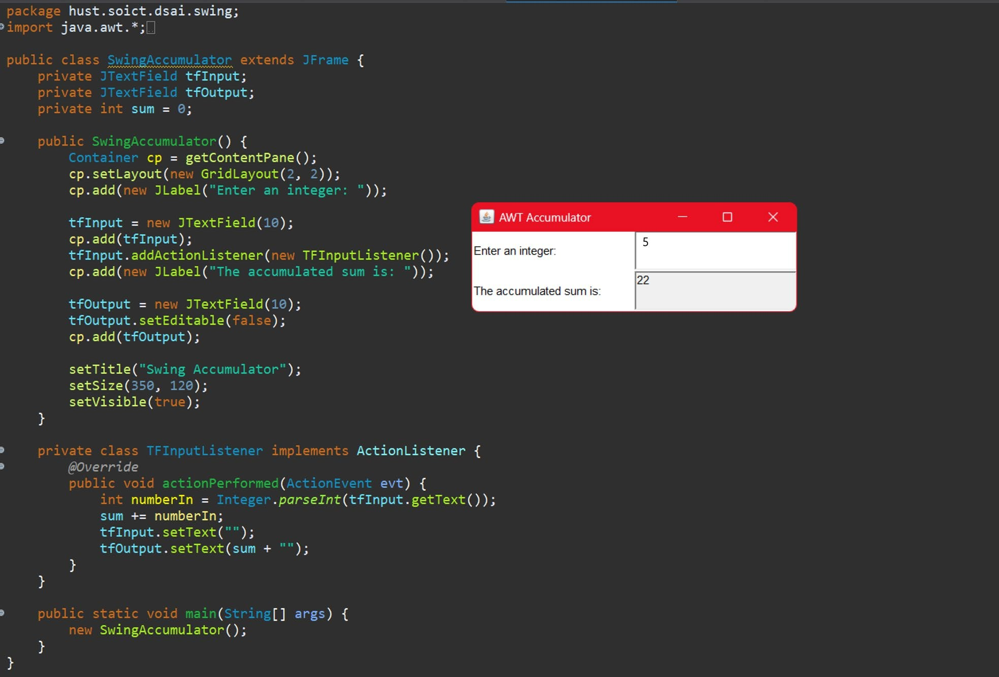 package hust.soict.dsai.swing;
import java.awt.*;

public class SwingAccumulator extends JFrame {
    private JTextField tfInput;
    private JTextField tfOutput;
    private int sum = 0;

    public SwingAccumulator() {
        Container cp = getContentPane();
        cp.setLayout(new GridLayout(2, 2));
        cp.add(new JLabel("Enter an integer: "));

        tfInput = new JTextField(10);
        cp.add(tfInput);
        tfInput.addActionListener(new TFInputListener());
        cp.add(new JLabel("The accumulated sum is: "));

        tfOutput = new JTextField(10);
        tfOutput.setEditable(false);
        cp.add(tfOutput);

        setTitle("Swing Accumulator");
        setSize(350, 120);
        setVisible(true);
    }

    private class TFInputListener implements ActionListener {
        @Override
        public void actionPerformed(ActionEvent evt) {
            int numberIn = Integer.parseInt(tfInput.getText());
            sum += numberIn;
            tfInput.setText("");
            tfOutput.setText(sum + "");
        }
    }

    public static void main(String[] args) {
        new SwingAccumulator();
    }
}
AWT Accumulator
Enter an integer: 5
The accumulated sum is: 22